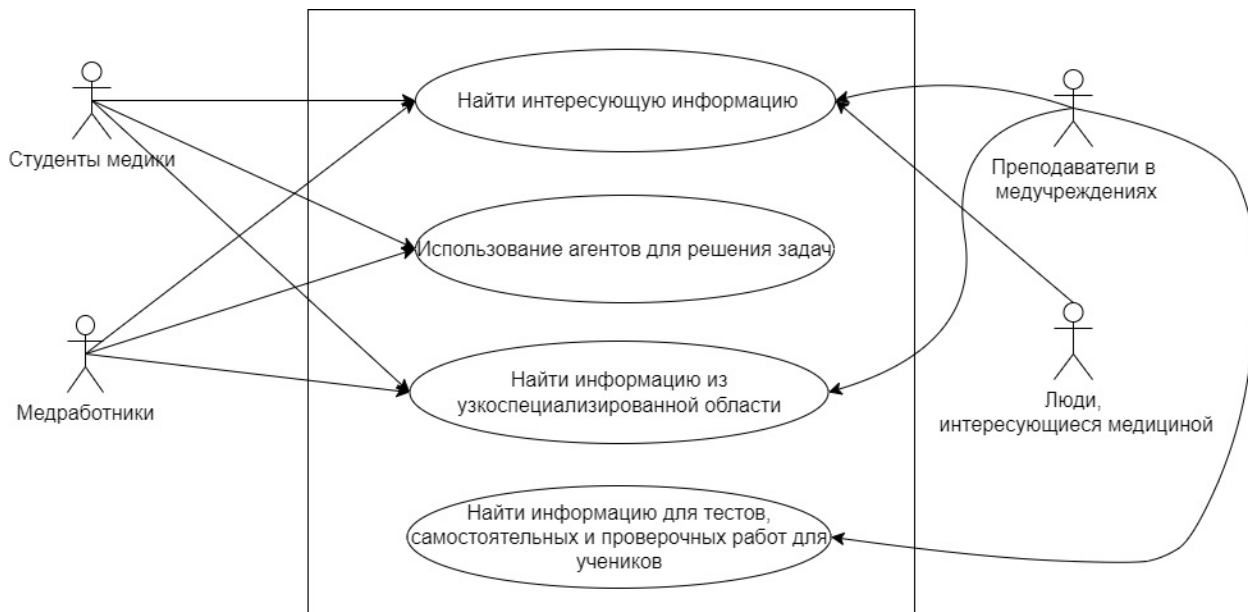 Найти интересующую информацию
Студенты медики
Преподаватели в
медучреждениях
Использование агентов для решения задач
Найти информацию из
узкоспециализированной области
Медработники
Люди,
интересующиеся медициной
Найти информацию для тестов,
самостоятельных и проверочных работ для
учеников